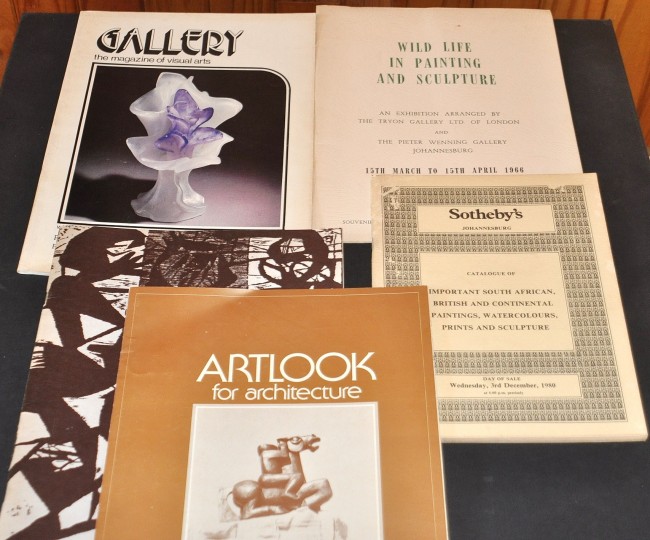 GALLERY
the magazine of visual arts
WILD LIFE
IN PAINTING
AND SCULPTURE
AN EXHIBITION ARRANGED BY
THE TRYON GALLERY LTD. OF LONDON
AND
THE PIETER WENNING GALLERY
JOHANNESBURG
15TH MARCH TO 15TH APRIL 1966
Sotheby's
JOHANNESBURG
CATALOGUE OF
IMPORTANT SOUTH AFRICAN,
BRITISH AND CONTINENTAL
PAINTINGS, WATERCOLOURS,
PRINTS AND SCULPTURE
DAY OF SALE
Wednesday, 3rd December, 1980
ARTLOOK
for architecture